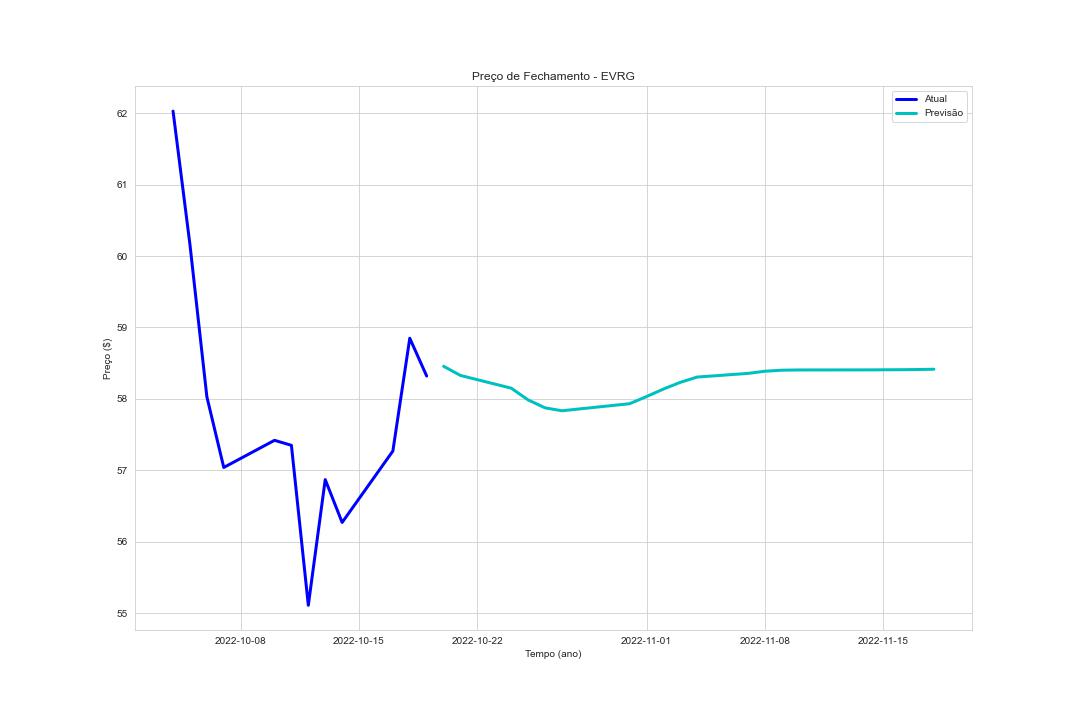 Preço de Fechamento - EVRG
Atual
Previsão
Preço ($)
62
61
60
59
58
57
56
55
2022-10-08
2022-10-15
2022-10-22
2022-11-01
2022-11-08
2022-11-15
Tempo (ano)